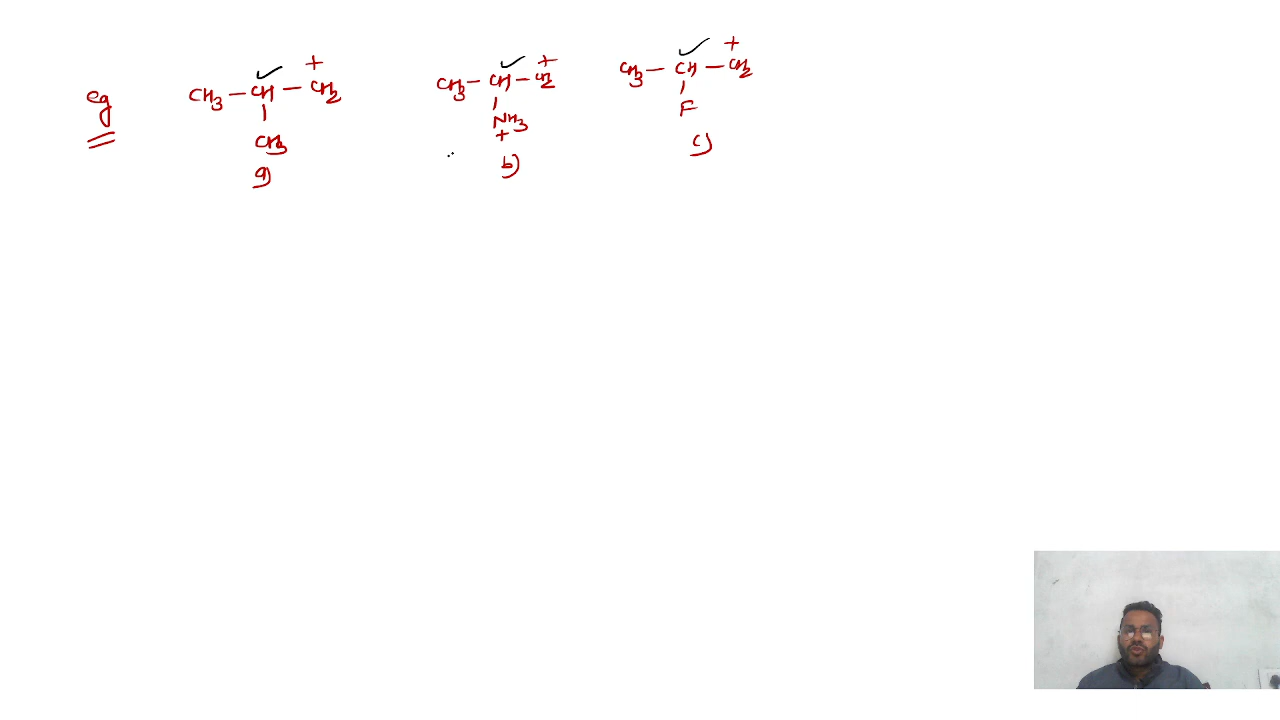 eg
CH3 - CH - CH2 +
CH3
a)
CH3 - CH - CH2 +
NH3
+
b)
CH3 - CH - CH2 +
F
c)